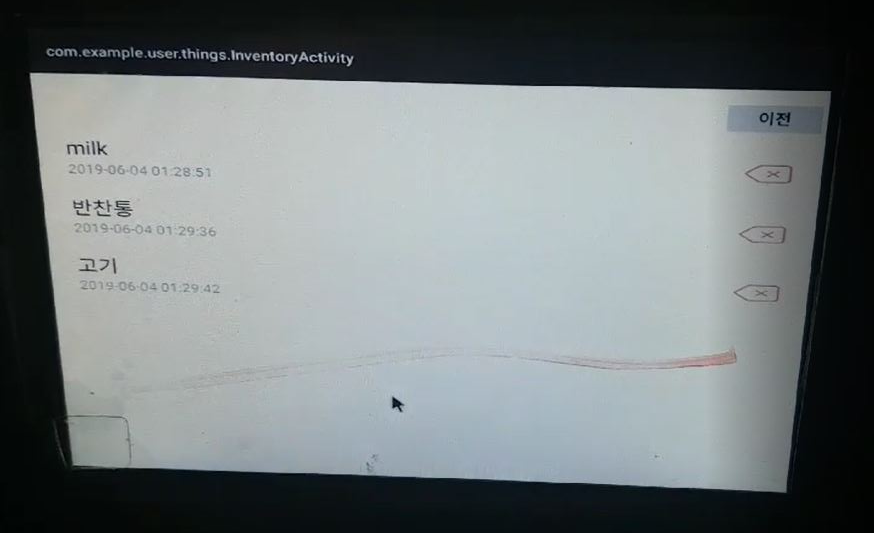 com.example.user.things.InventoryActivity
이전
milk
2019-06-04 01:28:51
반찬통
2019-06-04 01:29:36
고기
2019-06-04 01:29:42